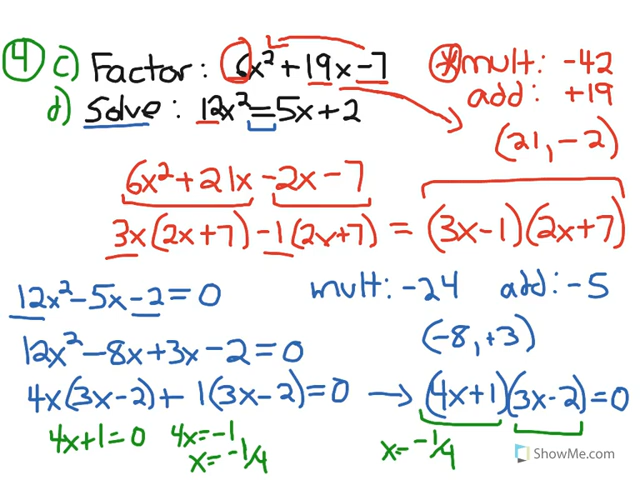 4 c) Factor: 6x² + 19x - 7
*mult: -42
add: +19
(21, -2)
d) Solve: 12x² = 5x + 2
6x² + 21x - 2x - 7
3x(2x + 7) - 1(2x + 7) = (3x - 1)(2x + 7)
12x² - 5x - 2 = 0
mult: -24 add: -5
(-8, +3)
12x² - 8x + 3x - 2 = 0
4x(3x - 2) + 1(3x - 2) = 0 → (4x + 1)(3x - 2) = 0
4x + 1 = 0 4x = -1
x = -1/4
x = -1/4
ShowMe.com